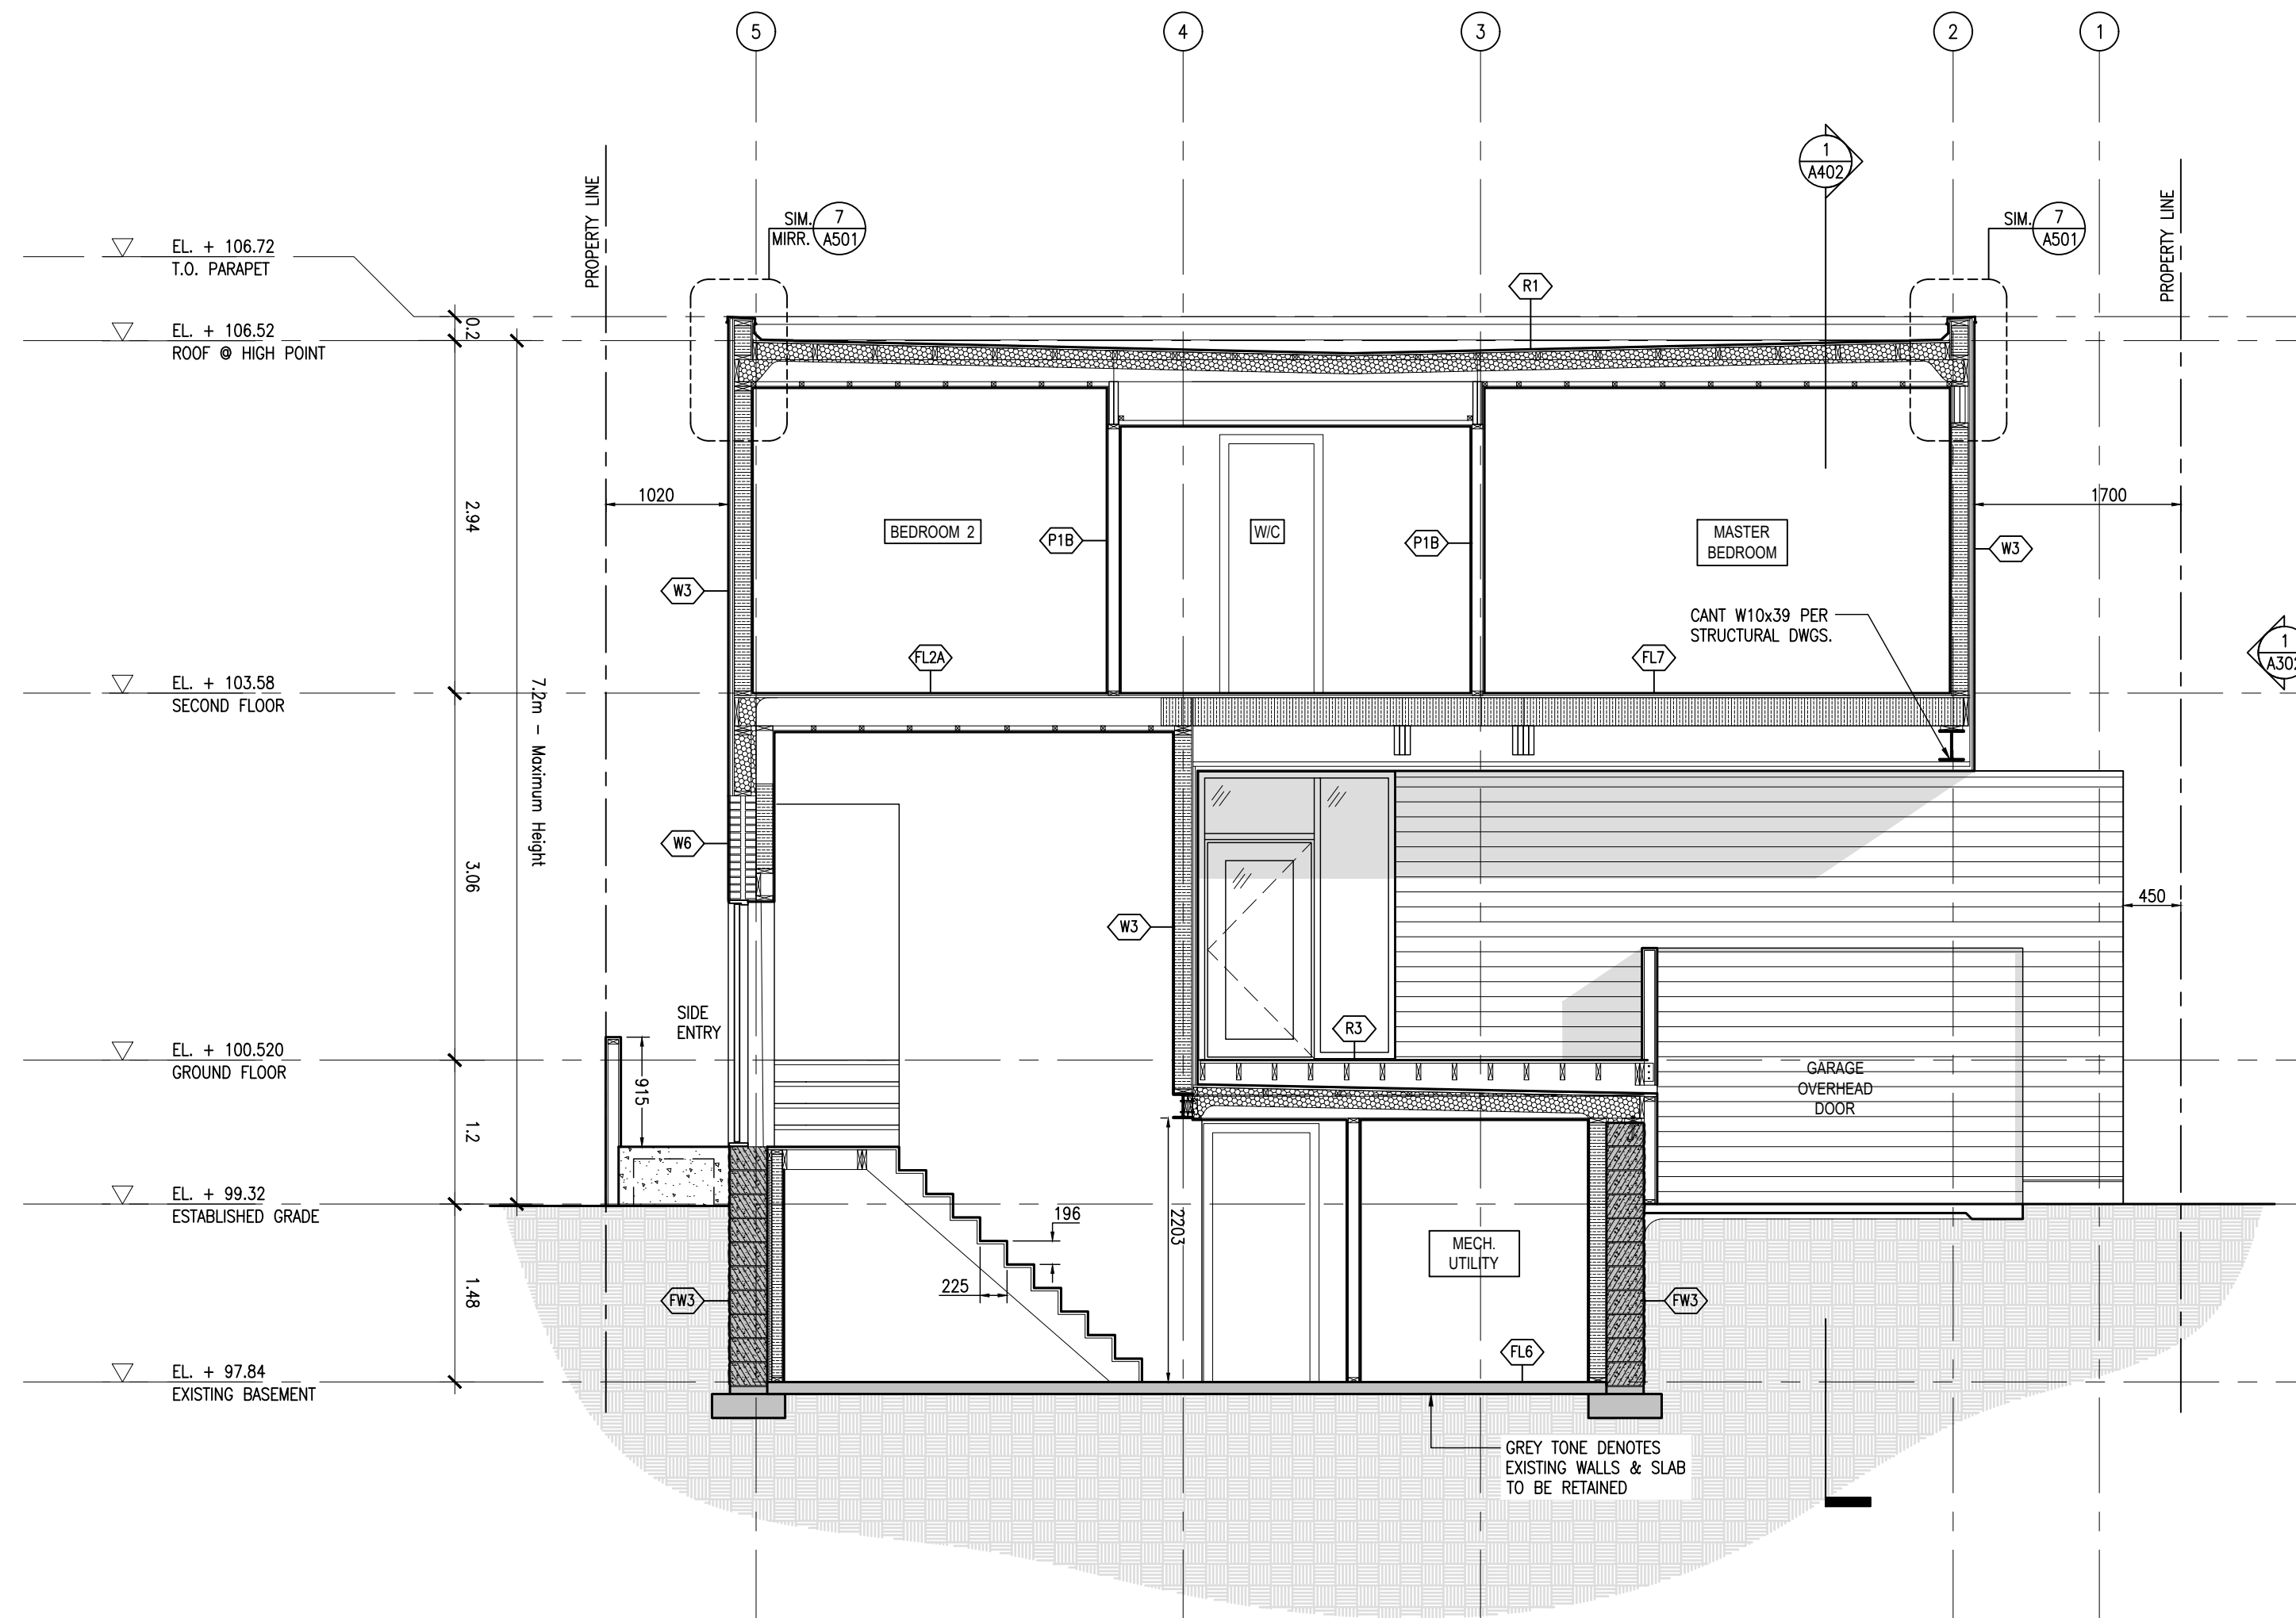 5
4
3
2
1
1
A402
PROPERTY LINE
PROPERTY LINE
SIM.
MIRR.
7
A501
SIM.
7
A501
EL. + 106.72
T.O. PARAPET
R1
0.2
EL. + 106.52
ROOF @ HIGH POINT
1020
1700
2.94
BEDROOM 2
P1B
W/C
P1B
MASTER
BEDROOM
W3
W3
CANT W10x39 PER
STRUCTURAL DWGS.
1
FL2A
FL7
EL. + 103.58
SECOND FLOOR
7.2m - Maximum Height
W6
3.06
450
W3
SIDE
ENTRY
R3
EL. + 100.520
GROUND FLOOR
915
GARAGE
OVERHEAD
DOOR
1.2
EL. + 99.32
ESTABLISHED GRADE
196
2203
MECH.
UTILITY
225
1.48
FW3
FW3
FL6
EL. + 97.84
EXISTING BASEMENT
GREY TONE DENOTES
EXISTING WALLS & SLAB
TO BE RETAINED